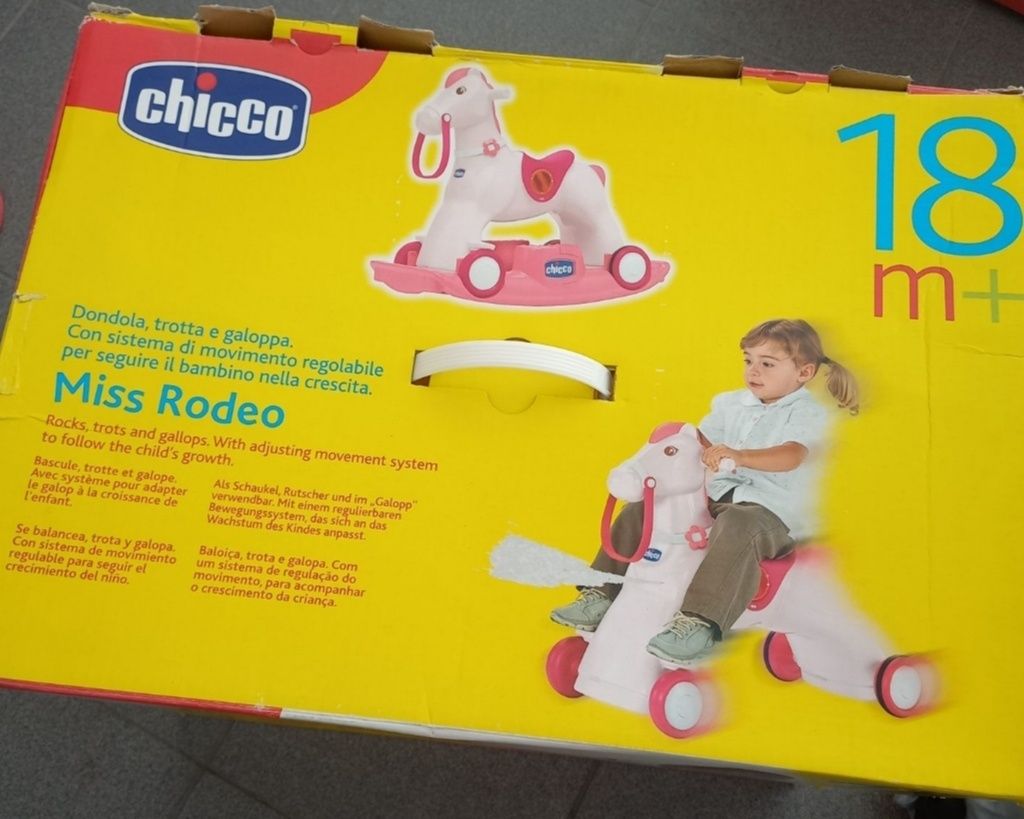 chicco
18
m+
chicco
chicco
Dondola, trotta e galoppa.
Con sistema di movimento regolabile
per seguire il bambino nella crescita.
Miss Rodeo
Rocks, trots and gallops. With adjusting movement system
to follow the child's growth.
Bascule, trotte et galope.
Avec système pour adapter
le galop à la croissance de
l'enfant.
Als Schaukel, Rutscher und im „Galopp"
verwendbar. Mit einem regulierbaren
Bewegungssystem, das sich an das
Wachstum des Kindes anpasst.
Se balancea, trota y galopa.
Con sistema de movimiento
regulable para seguir el
crecimiento del niño.
Baloiça, trota e galopa. Com
um sistema de regulação do
movimento, para acompanhar
o crescimento da criança.
chicco